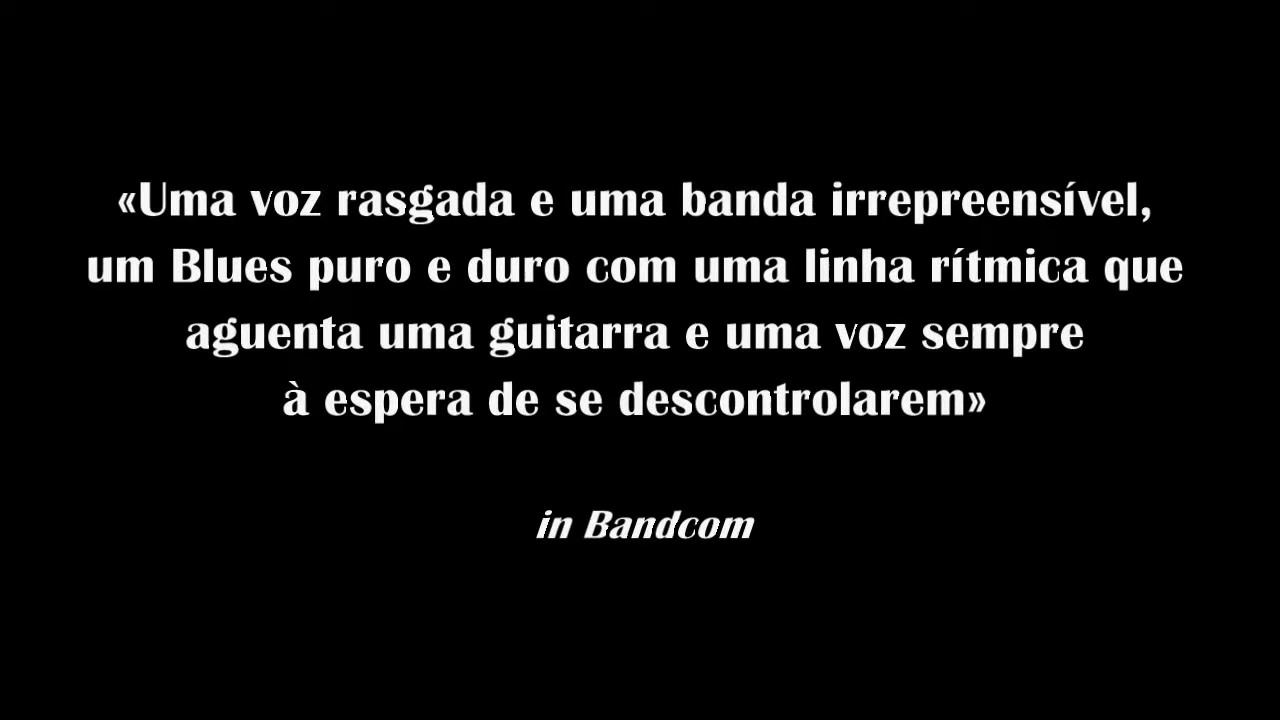 «Uma voz rasgada e uma banda irrepreensível,
um Blues puro e duro com uma linha rítmica que
aguenta uma guitarra e uma voz sempre
à espera de se descontrolarem»
in Bandcom